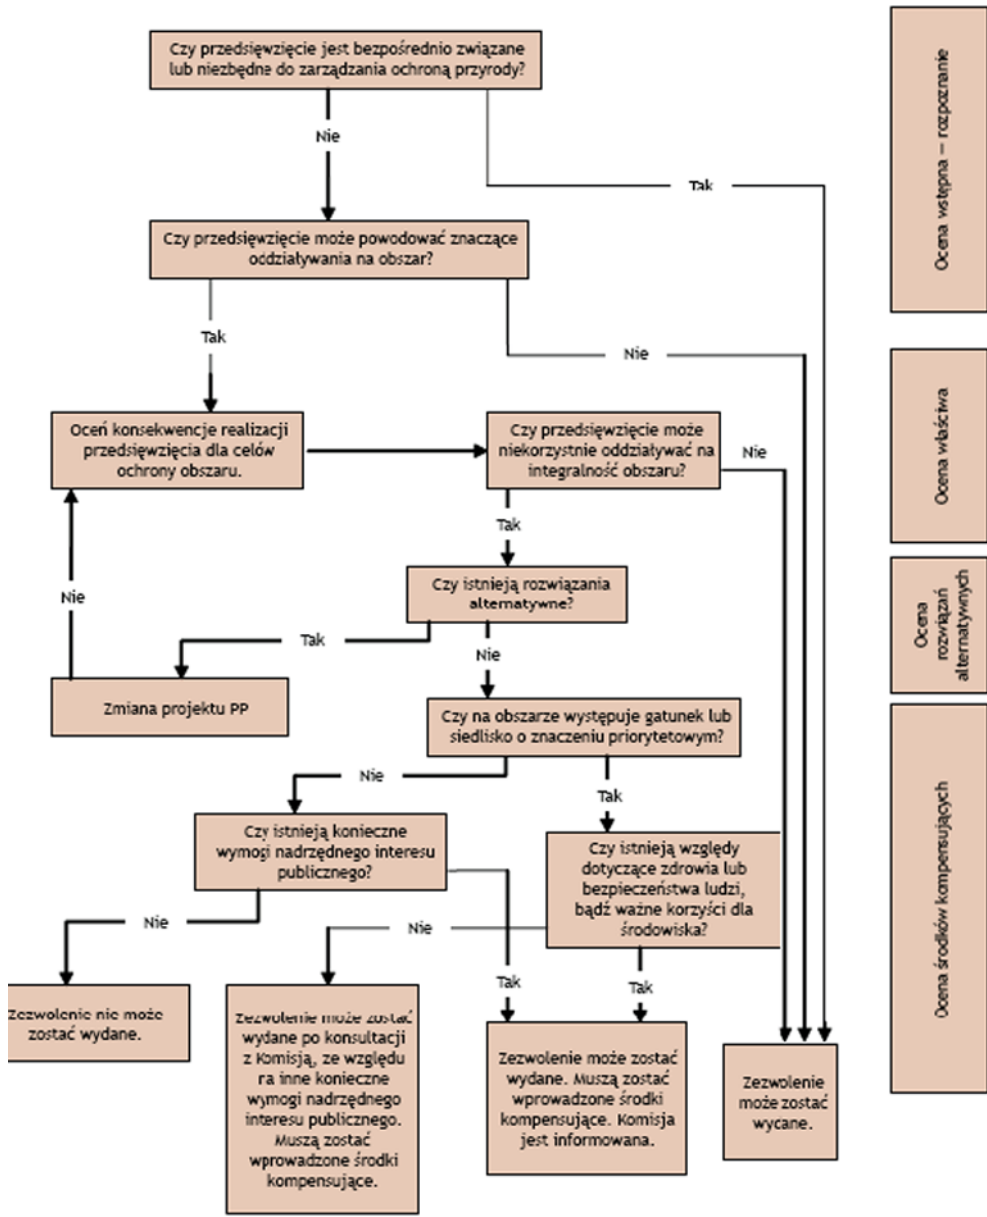 Czy przedsięwzięcie jest bezpośrednio związane
lub niezbędne do zarządzania ochroną przyrody?
Nie
Tak
Czy przedsięwzięcie może powodować znaczące
oddziaływania na obszar?
Tak
Nie
Oceń konsekwencje realizacji
przedsięwzięcia dla celów
ochrony obszaru.
Czy przedsięwzięcie może
niekorzystnie oddziaływać na
integralność obszaru?
Nie
Tak
Nie
Czy istnieją rozwiązania
alternatywne?
Tak
Nie
Zmiana projektu PP
Czy na obszarze występuje gatunek lub
siedlisko o znaczeniu priorytetowym?
Nie
Tak
Czy istnieją konieczne
wymogi nadrzędnego interesu
publicznego?
Czy istnieją względy
dotyczące zdrowia lub
bezpieczeństwa ludzi,
bądź ważne korzyści dla
środowiska?
Nie
Nie
Tak
Tak
Zezwolenie nie może
zostać wydane.
Zezwolenie może zostać
wydane po konsultacji
z Komisją, ze względu
na inne konieczne
wymogi nadrzędnego
interesu publicznego.
Muszą zostać
wprowadzone środki
kompensujące.
Zezwolenie może zostać
wydane. Muszą zostać
wprowadzone środki
kompensujące. Komisja
jest informowana.
Zezwolenie
może zostać
wydane.
Ocena wstępna – rozpoznanie
Ocena właściwa
Ocena
rozwiązań
alternatywnych
Ocena środków kompensujących